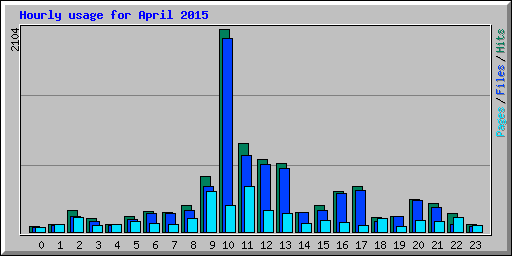 Hourly usage for April 2015
2104
Pages/Files/Hits
0 1 2 3 4 5 6 7 8 9 10 11 12 13 14 15 16 17 18 19 20 21 22 23